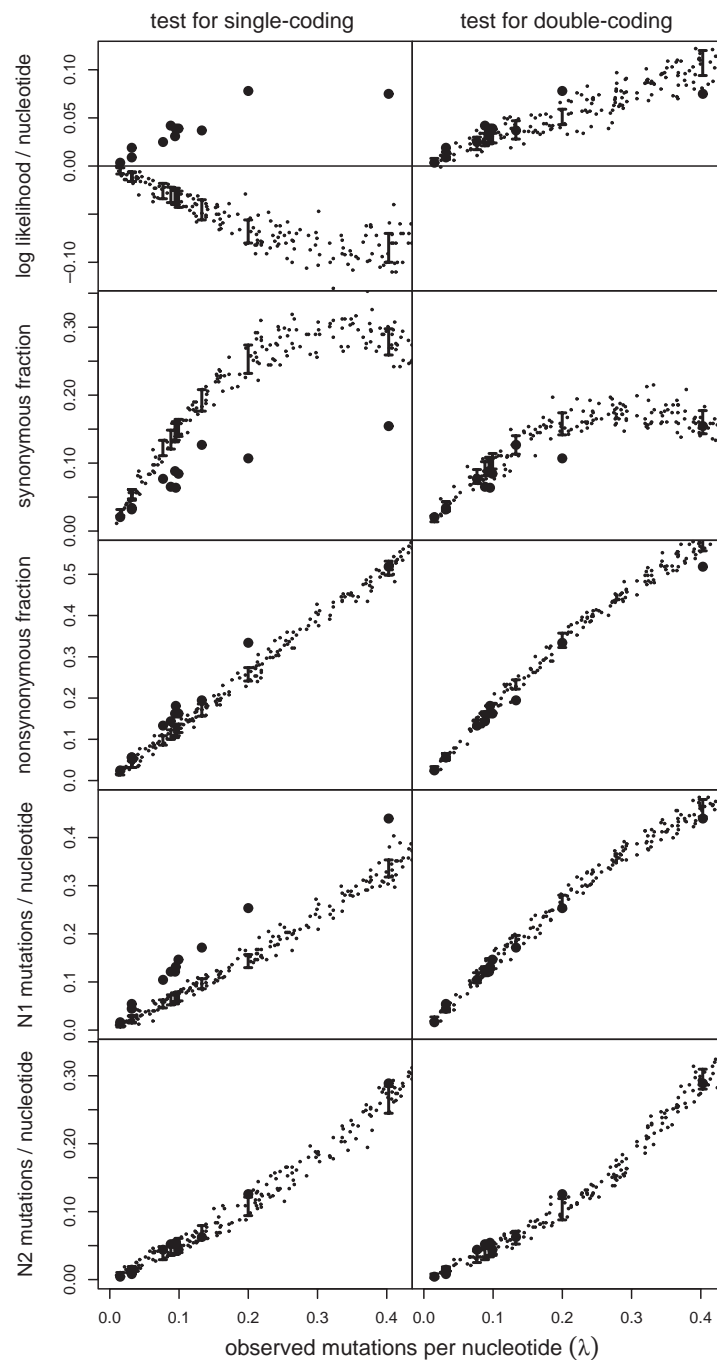 test for single-coding
test for double-coding
log likelihood / nucleotide
0.10
0.05
0.00
−0.10
synonymous fraction
0.30
0.20
0.10
0.00
nonsynonymous fraction
0.5
0.4
0.3
0.2
0.1
0.0
N1 mutations / nucleotide
0.4
0.3
0.2
0.1
0.0
N2 mutations / nucleotide
0.30
0.20
0.10
0.00
0.0 0.1 0.2 0.3 0.4
0.0 0.1 0.2 0.3 0.4
observed mutations per nucleotide (λ)